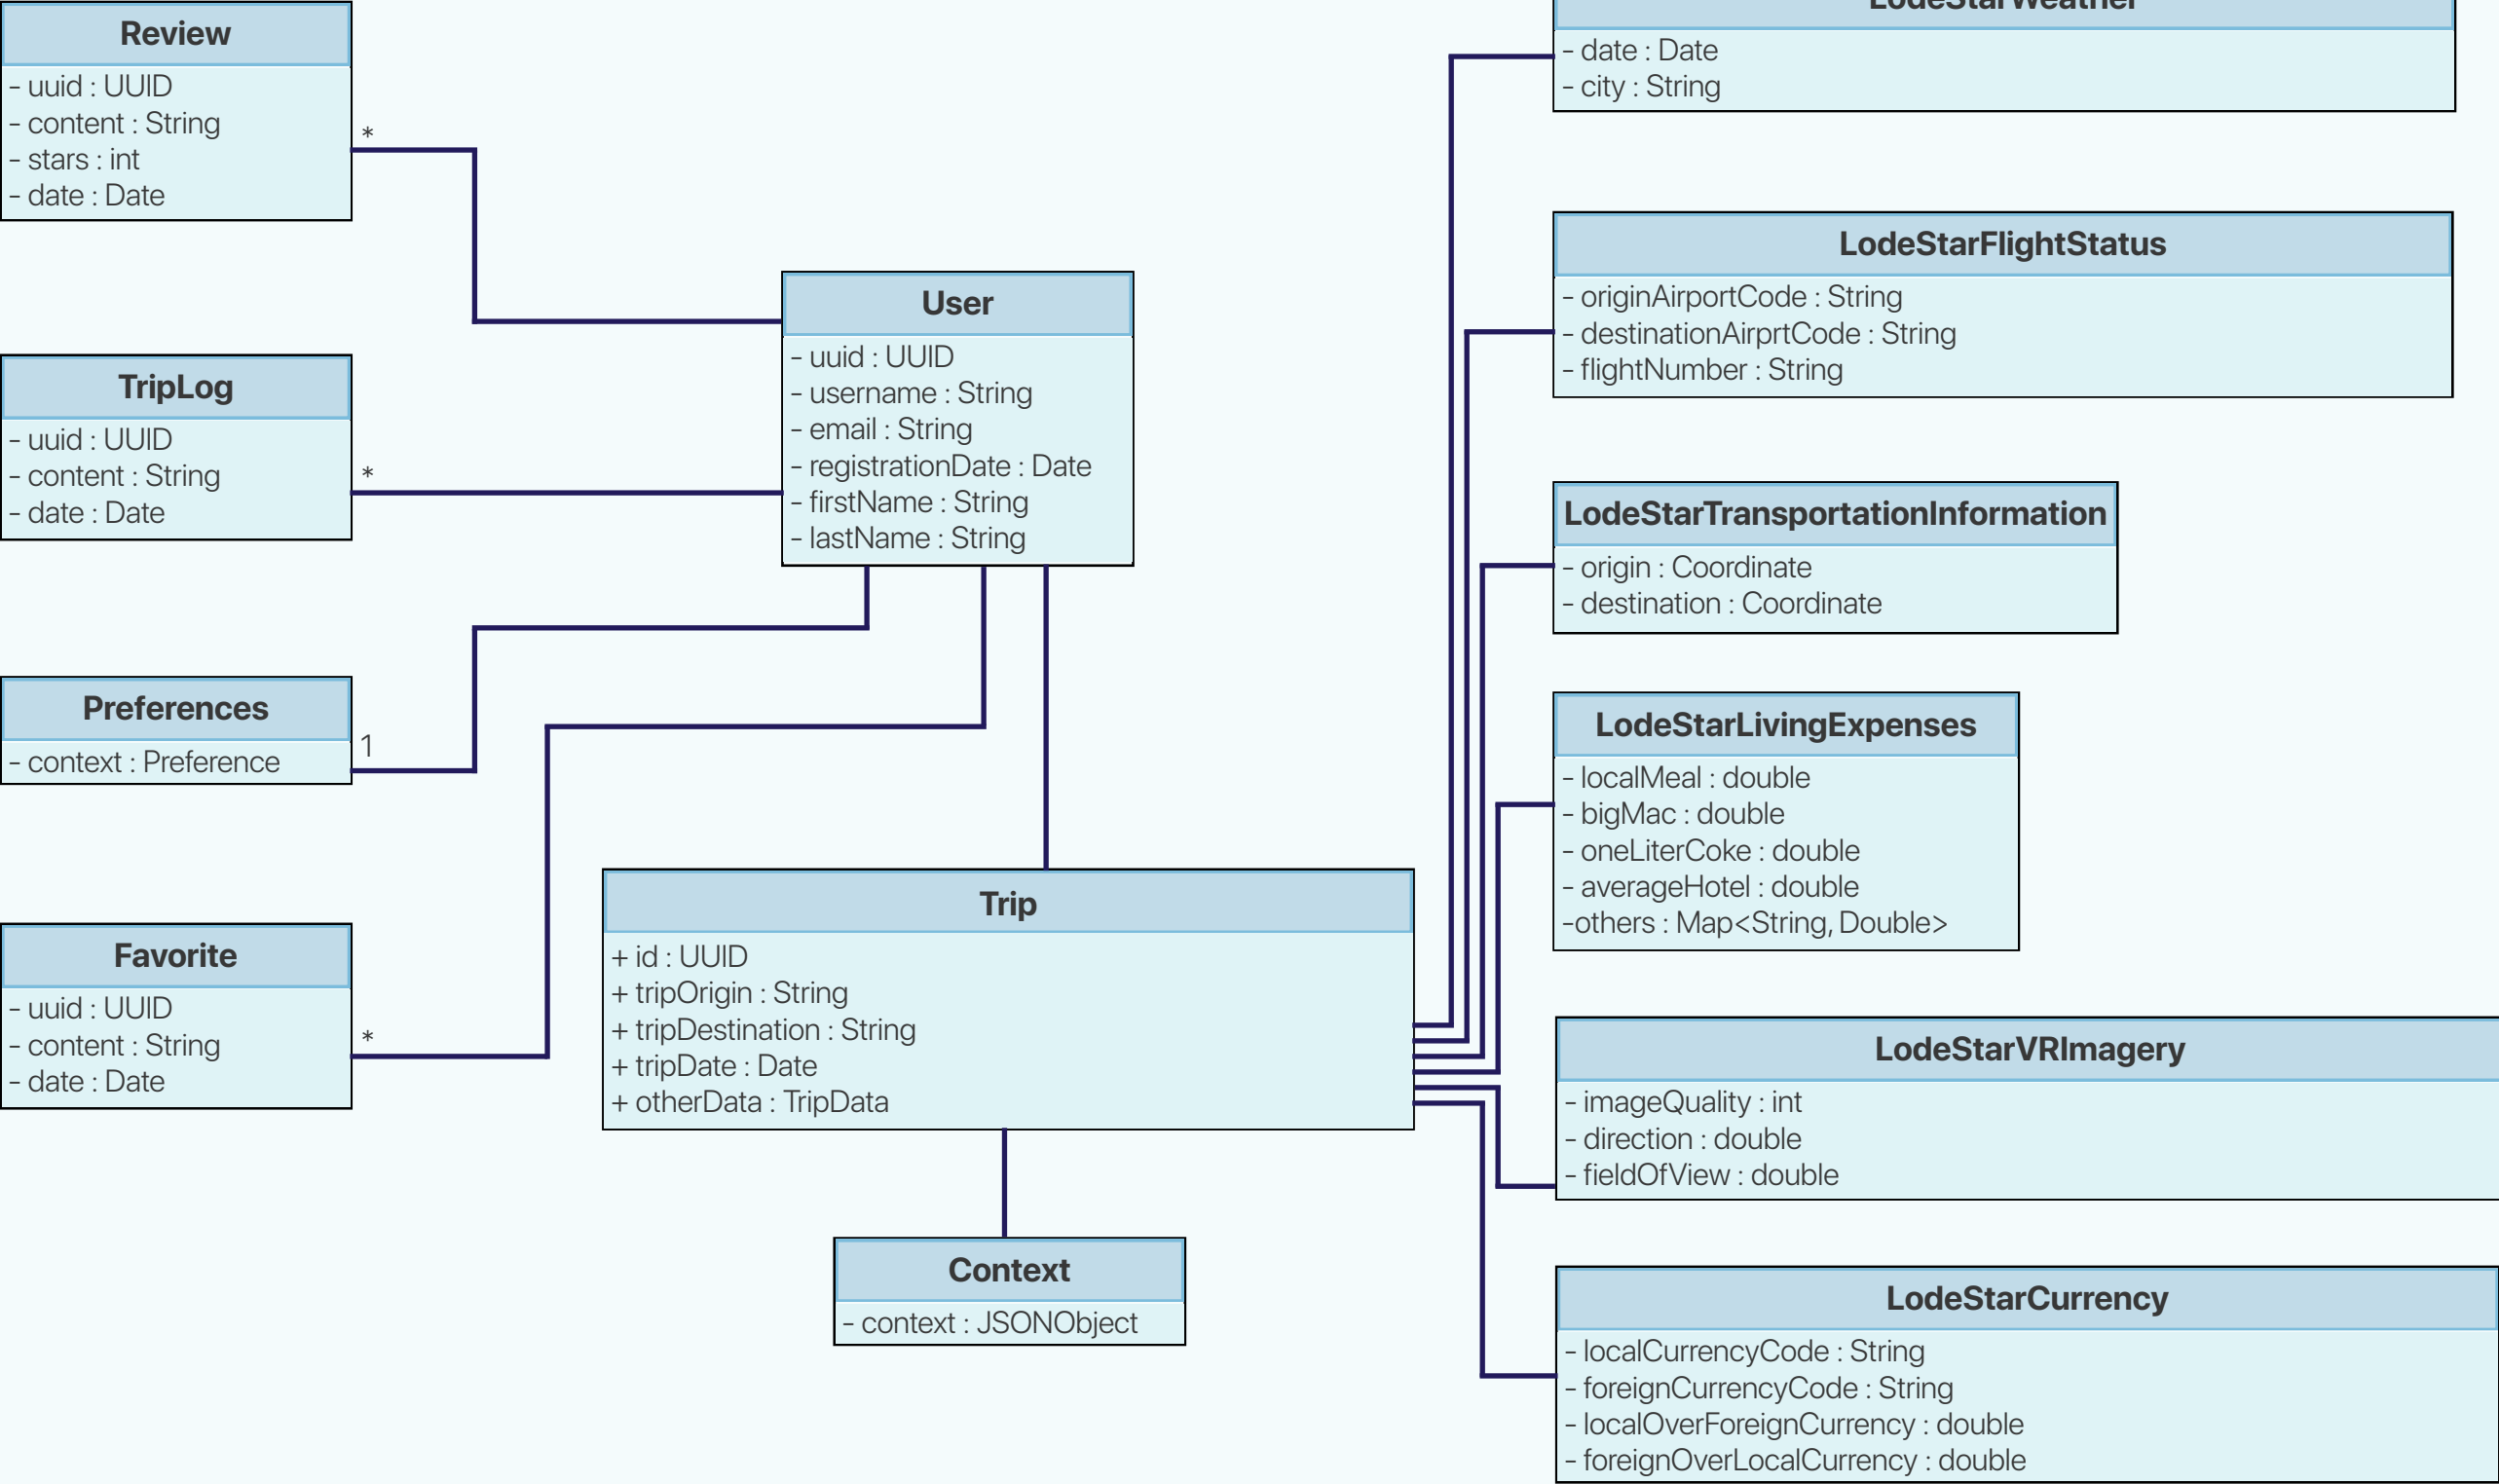 Review
- uuid : UUID
- content : String
- stars : int
- date : Date
*
TripLog
- uuid : UUID
- content : String
- date : Date
*
Preferences
- context : Preference
1
Favorite
- uuid : UUID
- content : String
- date : Date
*
User
- uuid : UUID
- username : String
- email : String
- registrationDate : Date
- firstName : String
- lastName : String
Trip
+ id : UUID
+ tripOrigin : String
+ tripDestination : String
+ tripDate : Date
+ otherData : TripData
Context
- context : JSONObject
LodeStarWeather
- date : Date
- city : String
LodeStarFlightStatus
- originAirportCode : String
- destinationAirprtCode : String
- flightNumber : String
LodeStarTransportationInformation
- origin : Coordinate
- destination : Coordinate
LodeStarLivingExpenses
- localMeal : double
- bigMac : double
- oneLiterCoke : double
- averageHotel : double
-others : Map<String, Double>
LodeStarVRImagery
- imageQuality : int
- direction : double
- fieldOfView : double
LodeStarCurrency
- localCurrencyCode : String
- foreignCurrencyCode : String
- localOverForeignCurrency : double
- foreignOverLocalCurrency : double